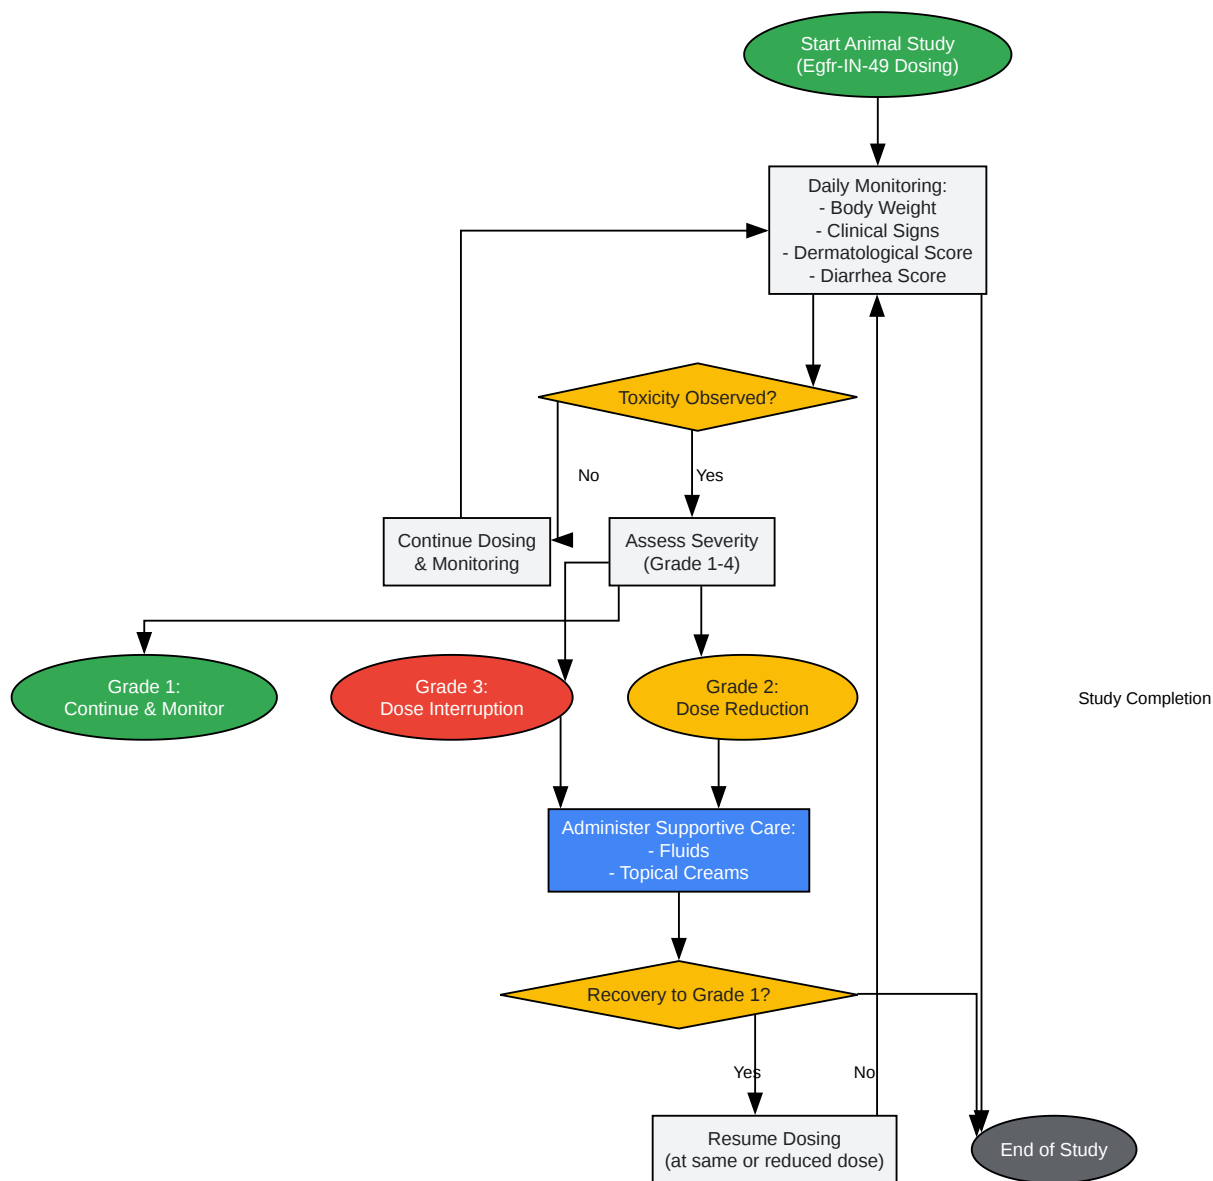 Start Animal Study
(Egfr-IN-49 Dosing)
Daily Monitoring:
- Body Weight
- Clinical Signs
- Dermatological Score
- Diarrhea Score
Toxicity Observed?
No
Yes
Continue Dosing
& Monitoring
Assess Severity
(Grade 1-4)
Grade 1:
Continue & Monitor
Grade 3:
Dose Interruption
Grade 2:
Dose Reduction
Study Completion
Administer Supportive Care:
- Fluids
- Topical Creams
Recovery to Grade 1?
Yes
No
Resume Dosing
(at same or reduced dose)
End of Study